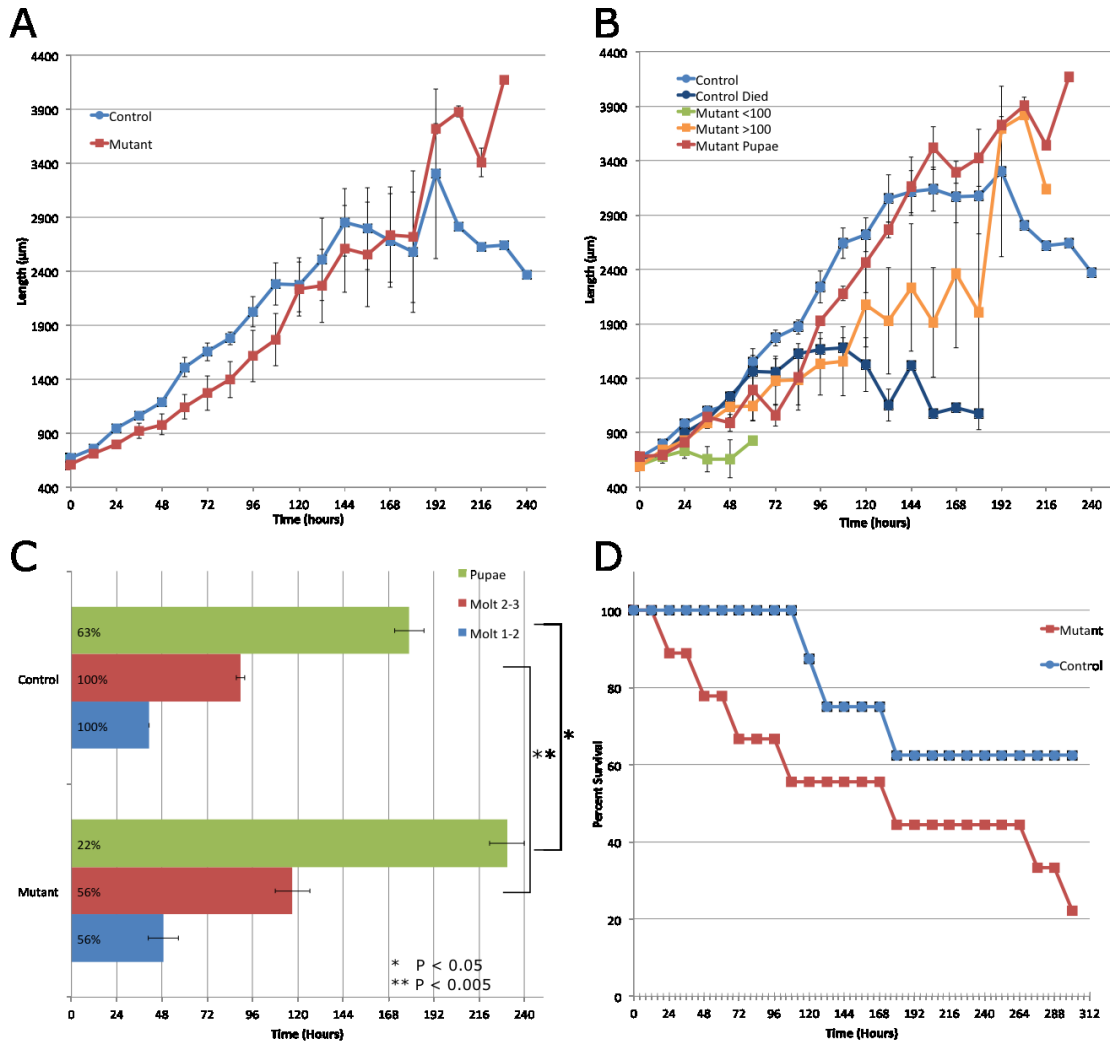 A
4400
3900
3400
2900
2400
1900
1400
900
400
Length (µm)
Control
Mutant
0 24 48 72 96 120 144 168 192 216 240
Time (hours)
B
4400
3900
3400
2900
2400
1900
1400
900
400
Length (µm)
Control
Control Died
Mutant <100
Mutant >100
Mutant Pupae
0 24 48 72 96 120 144 168 192 216 240
Time (hours)
C
Pupae
Molt 2-3
Molt 1-2
63%
Control
100%
100%
*
**
22%
Mutant
56%
56%
* P < 0.05
** P < 0.005
0 24 48 72 96 120 144 168 192 216 240
Time (Hours)
D
100
80
60
40
20
0
Percent Survival
Mutant
Control
0 24 48 72 96 120 144 168 192 216 240 264 288 312
Time (Hours)